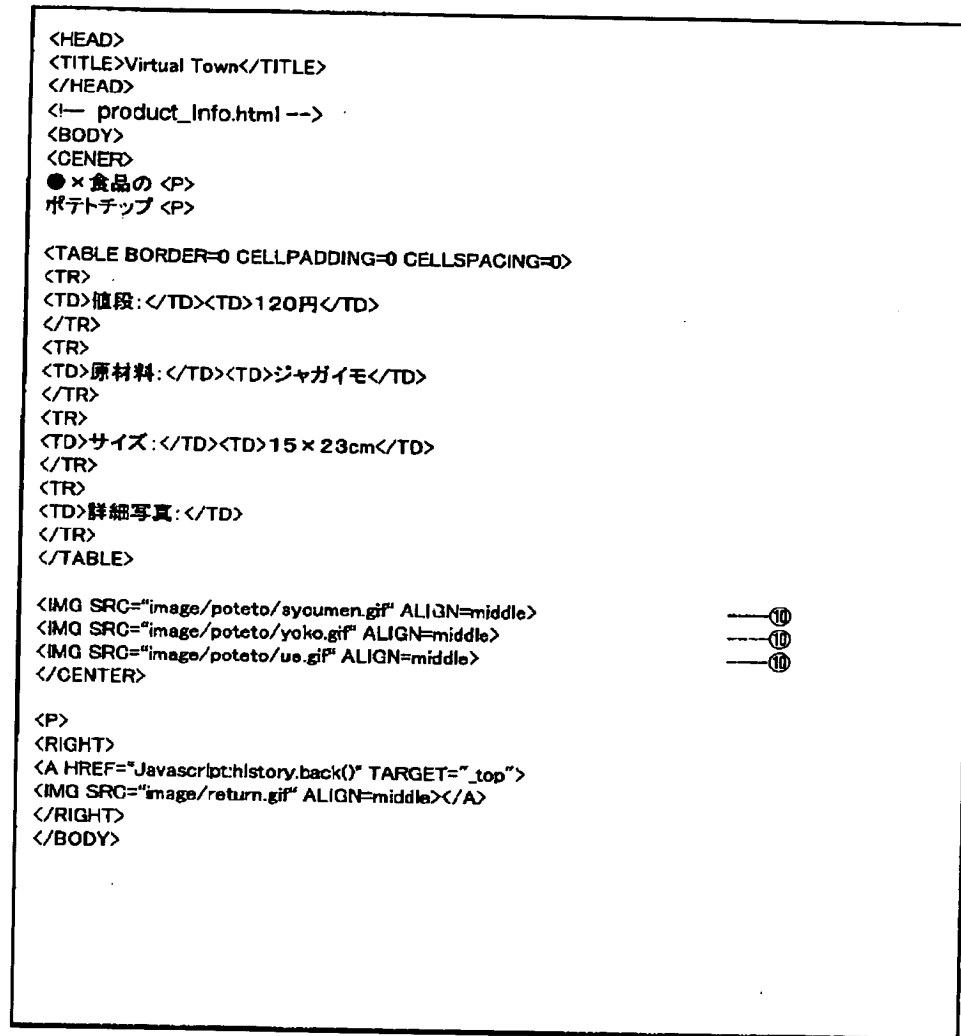 <HEAD>
<TITLE>Virtual Town</TITLE>
</HEAD>
<!-- product_Info.html -->
<BODY>
<CENER>
●×食品の <P>
ポテトチップ <P>
<TABLE BORDER=0 CELLPADDING=0 CELLSPACING=0>
<TR>
<TD>値段:</TD><TD>120円</TD>
</TR>
<TR>
<TD>原材料:</TD><TD>ジャガイモ</TD>
</TR>
<TR>
<TD>サイズ:</TD><TD>15×23cm</TD>
</TR>
<TR>
<TD>詳細写真:</TD>
</TR>
</TABLE>
<IMG SRC="image/poteto/syoumen.gif" ALIGN=middle> ——⑩
<IMG SRC="image/poteto/yoko.gif" ALIGN=middle> ——⑩
<IMG SRC="image/poteto/ue.gif" ALIGN=middle> ——⑩
</CENTER>
<P>
<RIGHT>
<A HREF="Javascript:history.back()" TARGET="_top">
<IMG SRC="image/return.gif" ALIGN=middle></A>
</RIGHT>
</BODY>